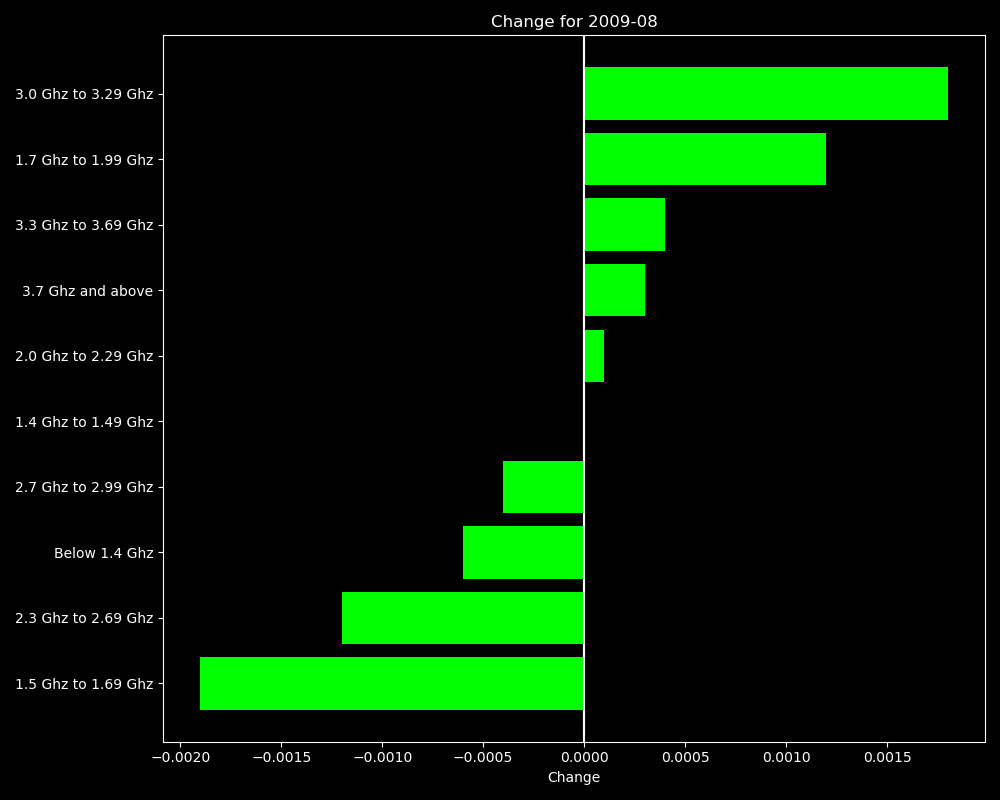 Change for 2009-08
3.0 Ghz to 3.29 Ghz
1.7 Ghz to 1.99 Ghz
3.3 Ghz to 3.69 Ghz
3.7 Ghz and above
2.0 Ghz to 2.29 Ghz
1.4 Ghz to 1.49 Ghz
2.7 Ghz to 2.99 Ghz
Below 1.4 Ghz
2.3 Ghz to 2.69 Ghz
1.5 Ghz to 1.69 Ghz
−0.0020 −0.0015 −0.0010 −0.0005 0.0000 0.0005 0.0010 0.0015
Change